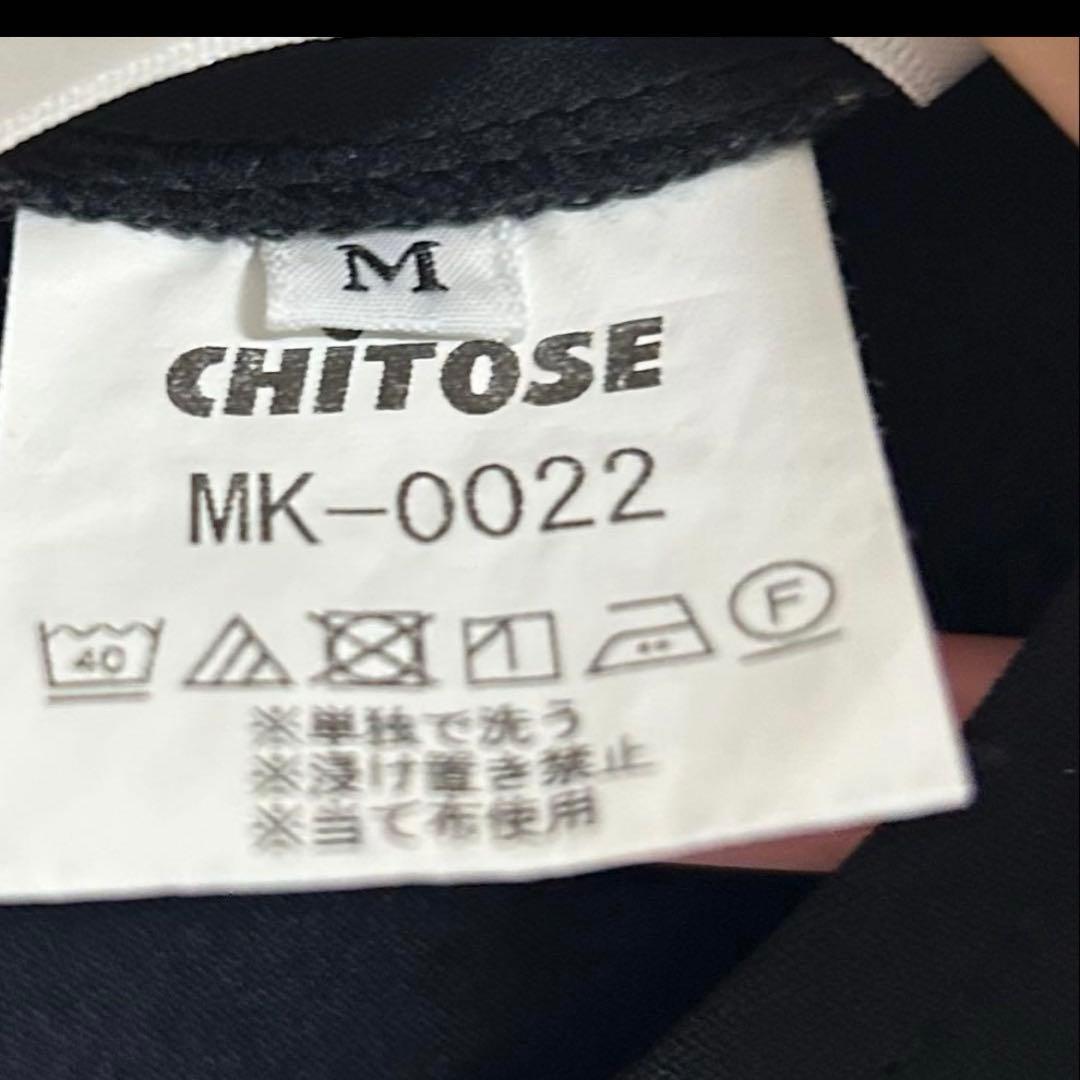 M
CHiTOSE
MK-0022
40 F
※単独で洗う
※浸け置き禁止
※当て布使用